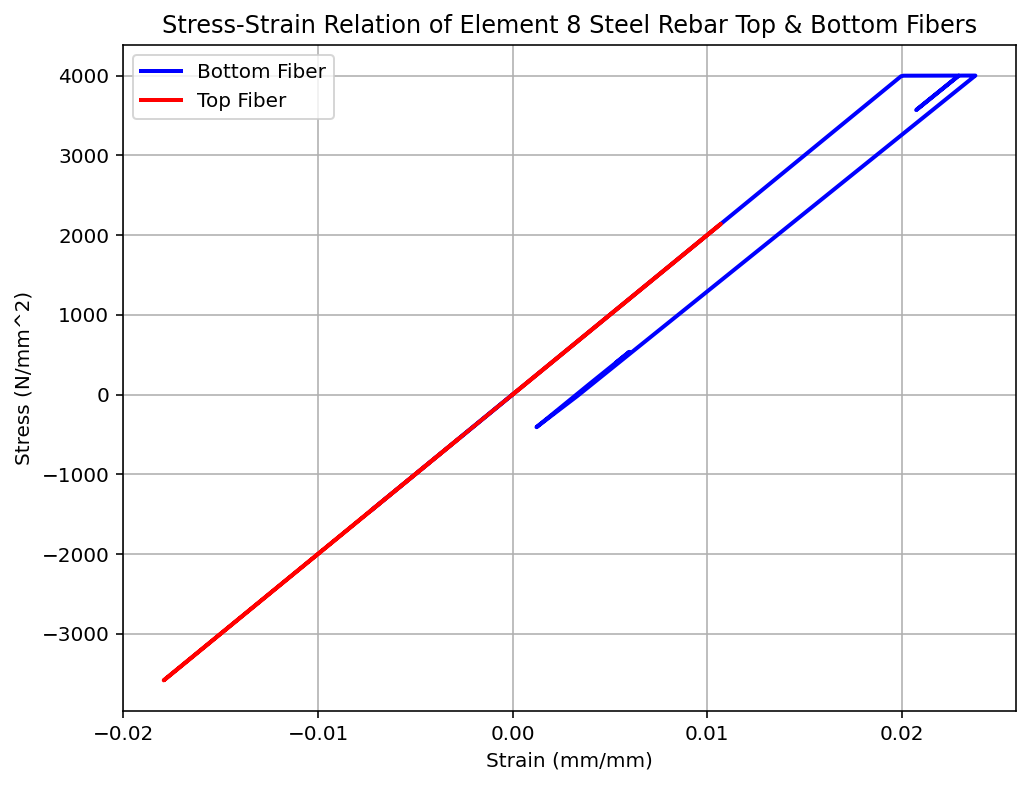 Stress-Strain Relation of Element 8 Steel Rebar Top & Bottom Fibers
Bottom Fiber
Top Fiber
4000
3000
2000
1000
0
−1000
−2000
−3000
Stress (N/mm^2)
−0.02 −0.01 0.00 0.01 0.02
Strain (mm/mm)